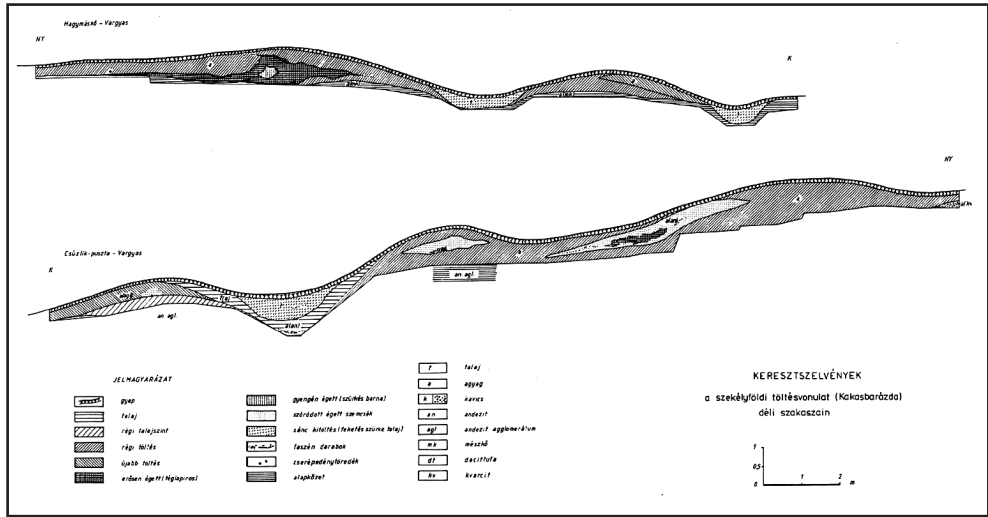 Hagymáskő - Vargyas
NY
K
NY
Csúzlik-puszta - Vargyas
K
an. agl.
an agl.
JELMAGYARÁZAT
gyep
talaj
régi talajszint
régi töltés
újabb töltés
erősen égett (téglapiros)
gyengén égett (szürkés barna)
szóródott égett szemcsék
sánc kitöltés (feketés szürke talaj)
faszén darabok
cserépedénytöredék
alapkőzet
t talaj
a agyag
k kavics
an andezit
agl andezit agglomerátum
mk mészkő
dt dacittufa
kv kvarcit
KERESZTSZELVÉNYEK
a székelyföldi töltésvonulat (Kakasbarázda)
déli szakaszain
1
0.5
0 1 2 m